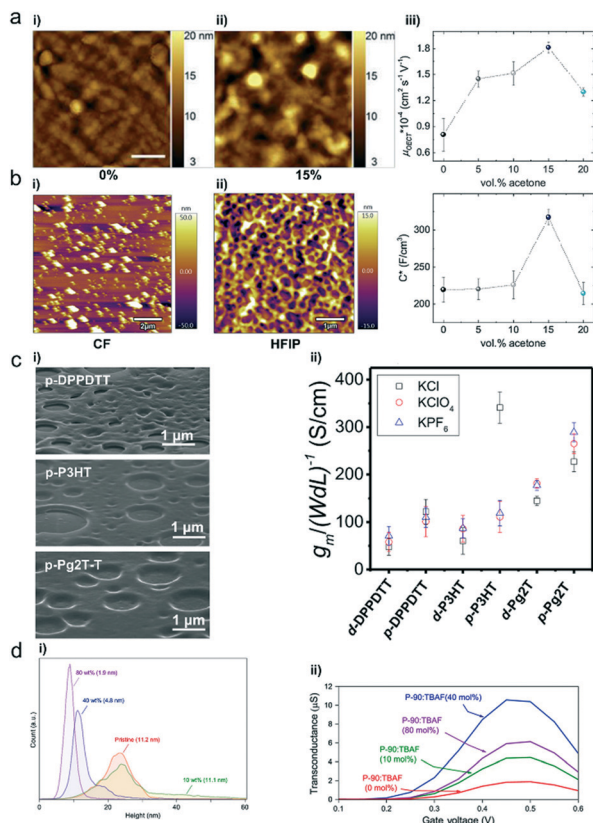 a
i)
20 nm
15
10
3
0%
ii)
20 nm
15
10
3
15%
iii)
μOECT*10-4 (cm2 s-1 V-1)
1.8
1.5
1.2
0.9
0.6
0 5 10 15 20
vol.% acetone
b
i)
nm
50.0
0.00
-50.0
2μm
CF
ii)
nm
15.0
0.00
-15.0
1μm
HFIP
C* (F/cm3)
350
300
250
200
0 5 10 15 20
vol.% acetone
c
i)
p-DPPDTT
1 μm
p-P3HT
1 μm
p-Pg2T-T
1 μm
ii)
gm/(WdL)-1 (S/cm)
400
300
200
100
0
KCl
KClO4
KPF6
d-DPPDTT
p-DPPDTT
d-P3HT
p-P3HT
d-Pg2T
p-Pg2T
d
i)
Count (a.u.)
80 wt% (1.9 nm)
40 wt% (4.8 nm)
Pristine (11.2 nm)
10 wt% (11.1 nm)
0 10 20 30 40 50 60
Height (nm)
ii)
Transconductance (μS)
12
10
8
6
4
2
0
P-90:TBAF(40 mol%)
P-90:TBAF
(80 mol%)
P-90:TBAF
(10 mol%)
P-90:TBAF
(0 mol%)
0.1 0.2 0.3 0.4 0.5 0.6
Gate voltage (V)